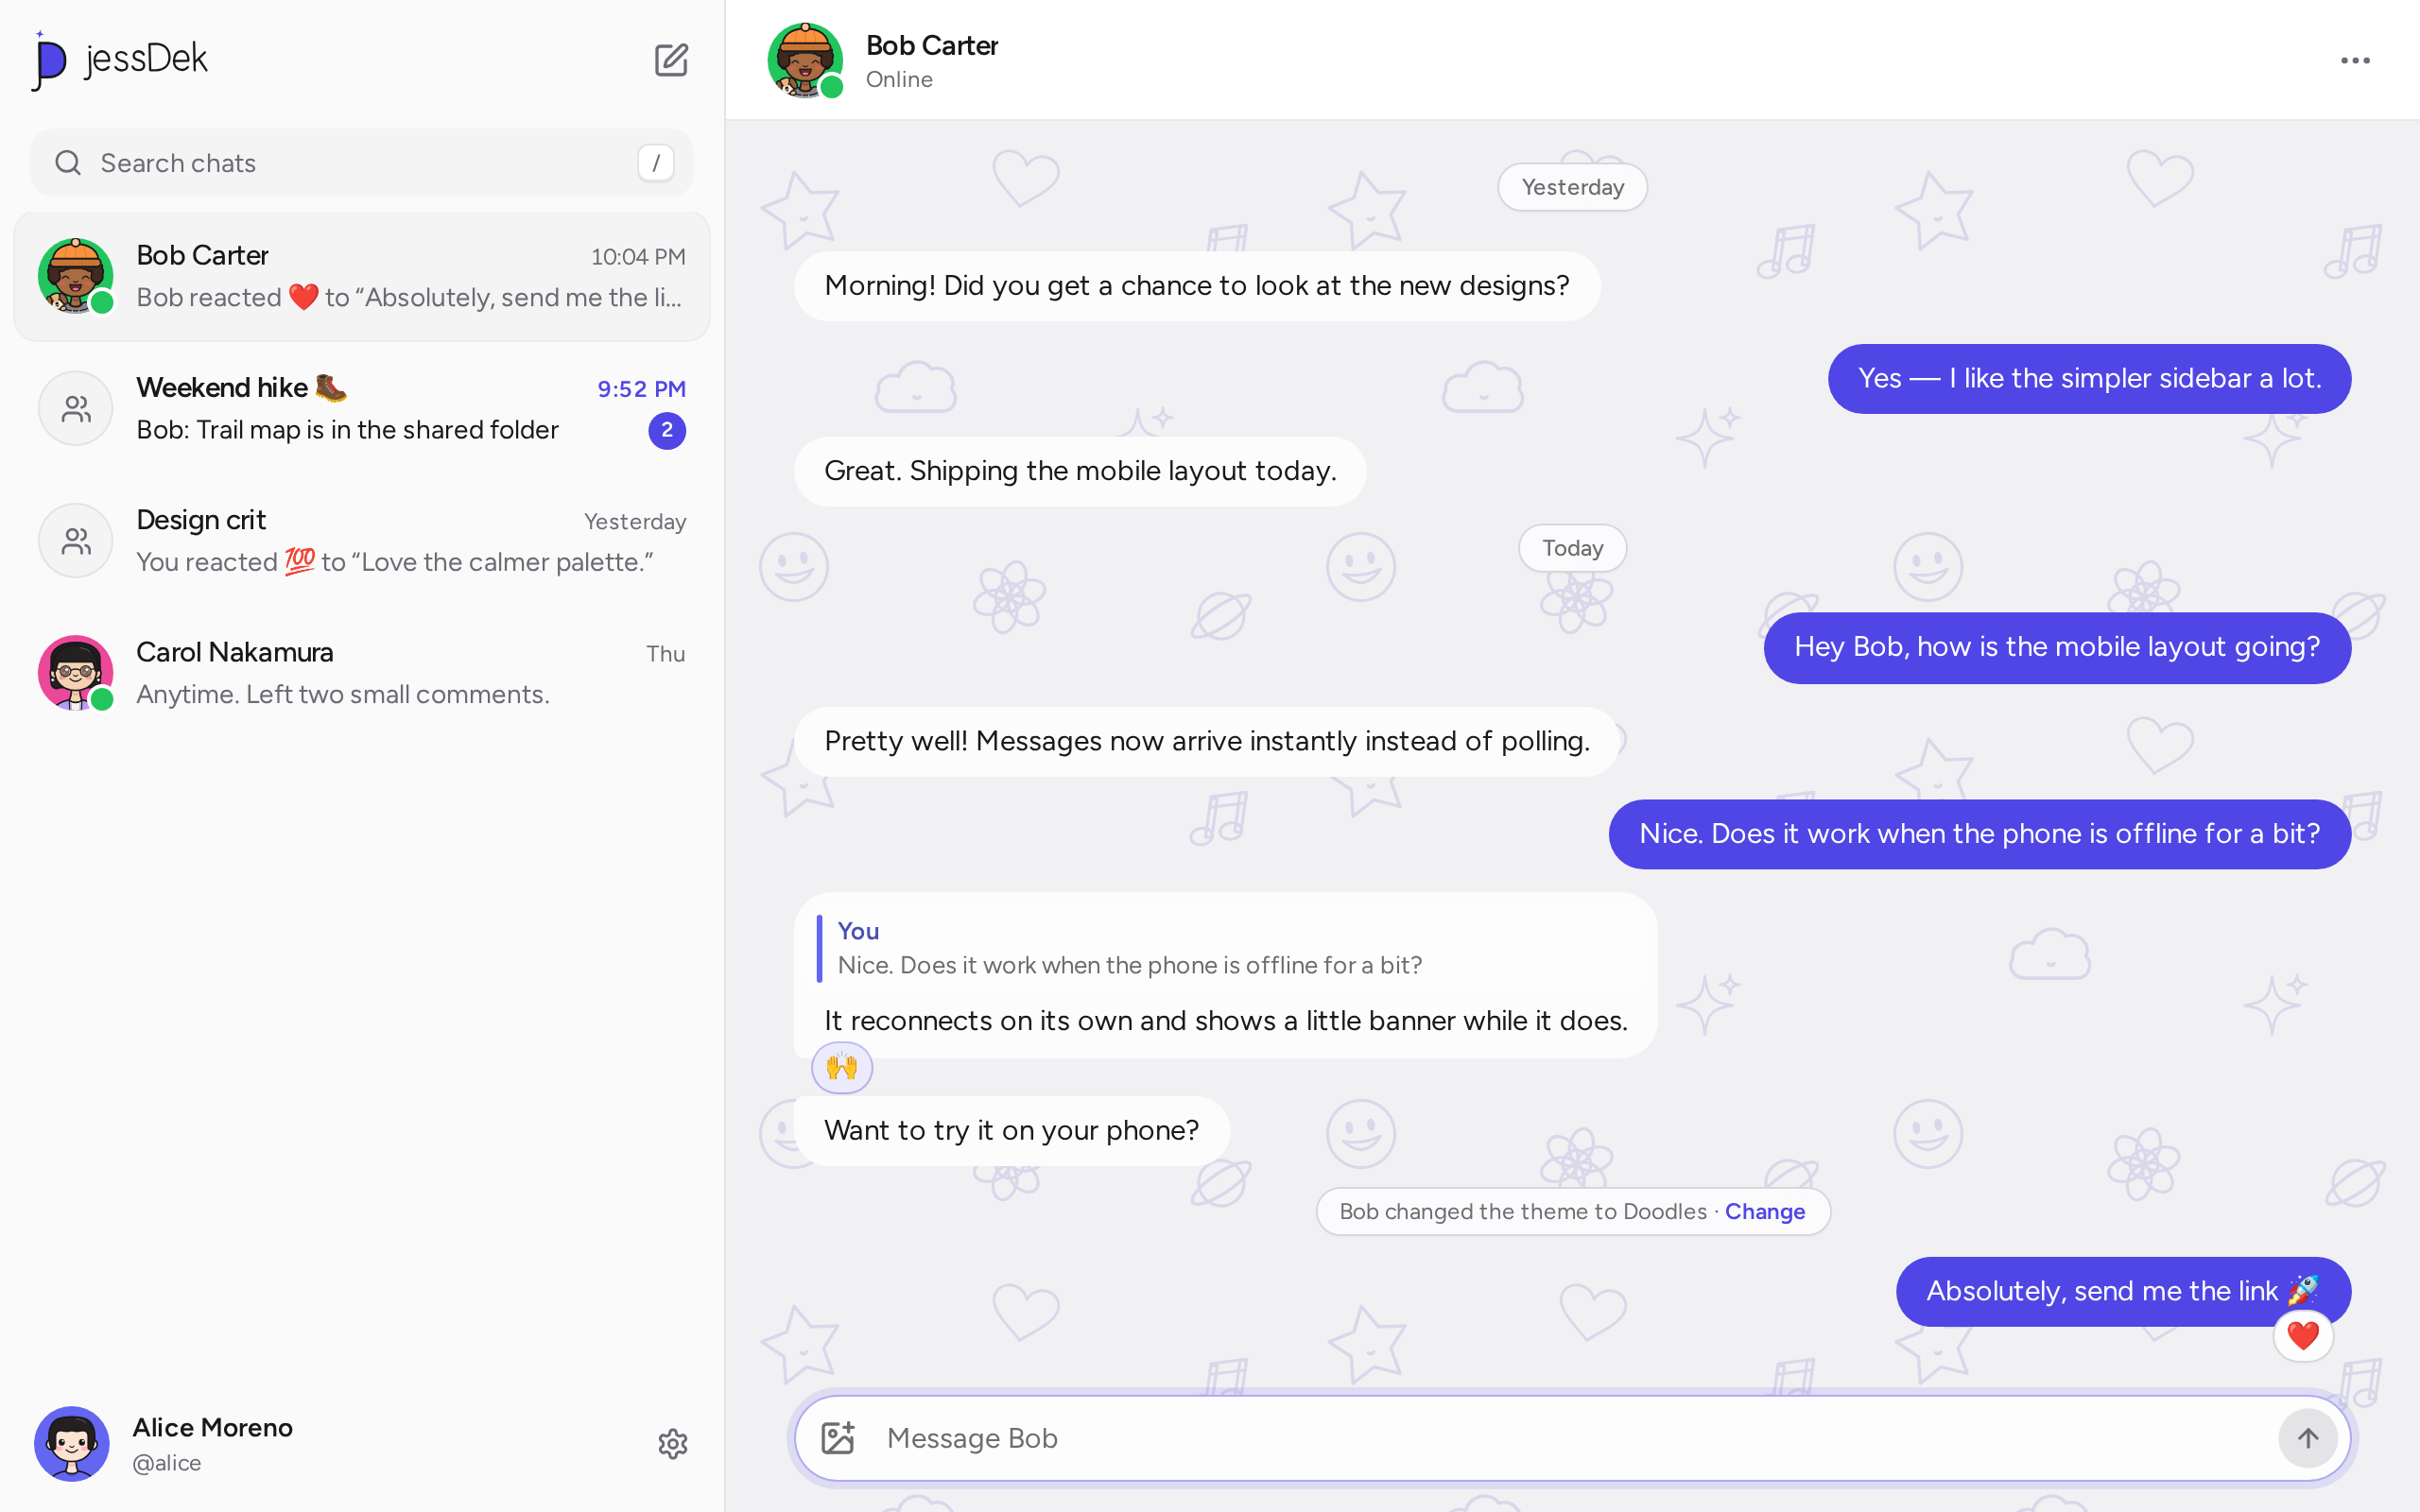 jessDek
Search chats
/
Bob Carter
10:04 PM
Bob reacted ❤️ to “Absolutely, send me the li...
Weekend hike 🥾
9:52 PM
Bob: Trail map is in the shared folder
2
Design crit
Yesterday
You reacted 💯 to “Love the calmer palette.”
Carol Nakamura
Thu
Anytime. Left two small comments.
Alice Moreno
@alice
Bob Carter
Online
Yesterday
Morning! Did you get a chance to look at the new designs?
Yes — I like the simpler sidebar a lot.
Great. Shipping the mobile layout today.
Today
Hey Bob, how is the mobile layout going?
Pretty well! Messages now arrive instantly instead of polling.
Nice. Does it work when the phone is offline for a bit?
You
Nice. Does it work when the phone is offline for a bit?
It reconnects on its own and shows a little banner while it does.
🙌
Want to try it on your phone?
Bob changed the theme to Doodles · Change
Absolutely, send me the link 🚀
❤️
Message Bob